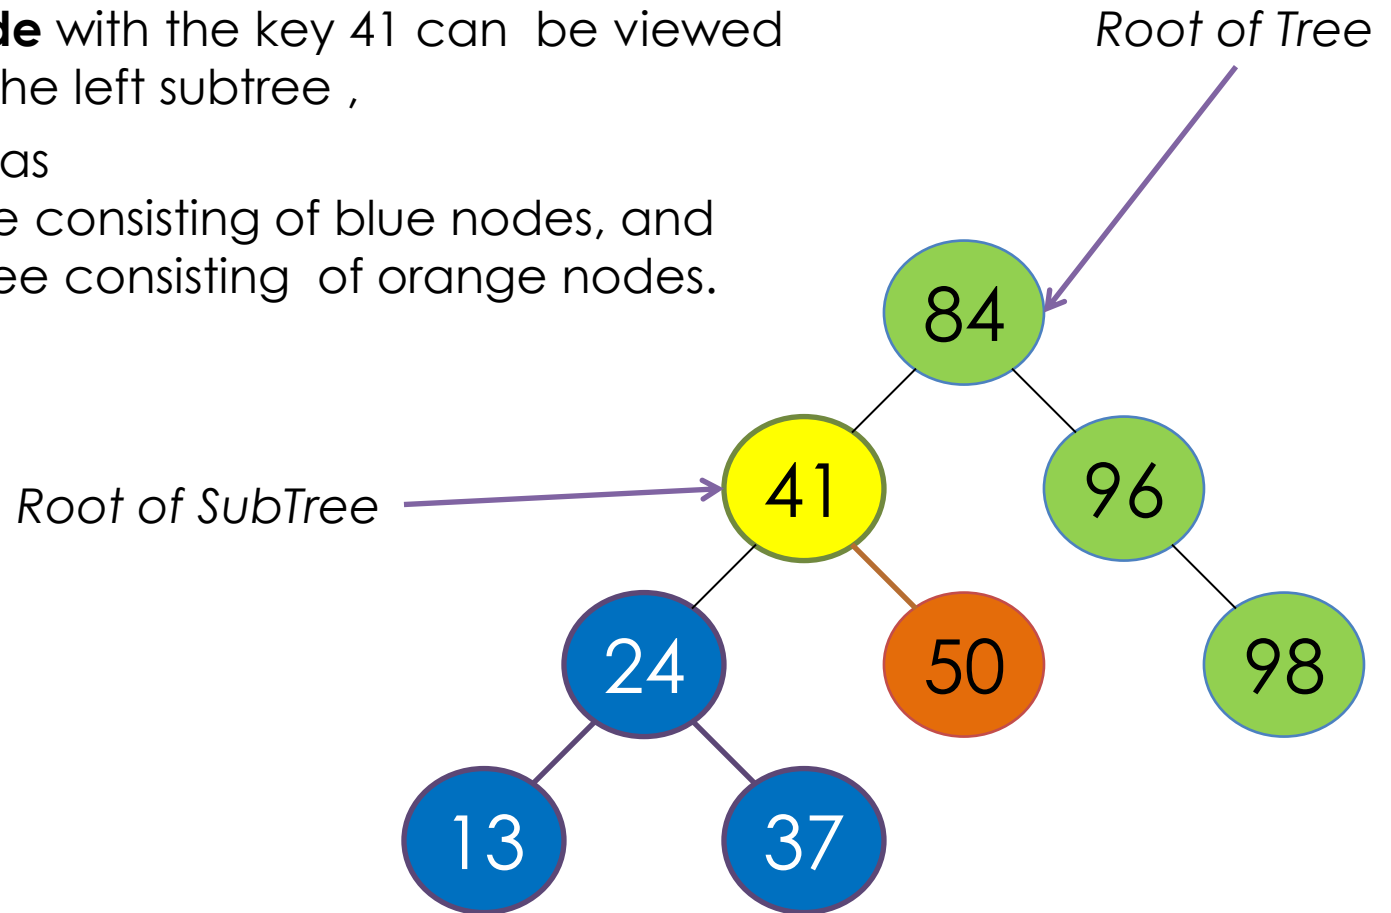 de with the key 41 can be viewed
he left subtree ,
as
e consisting of blue nodes, and
ee consisting of orange nodes.
Root of Tree
84
41
96
Root of SubTree
24
50
98
13
37